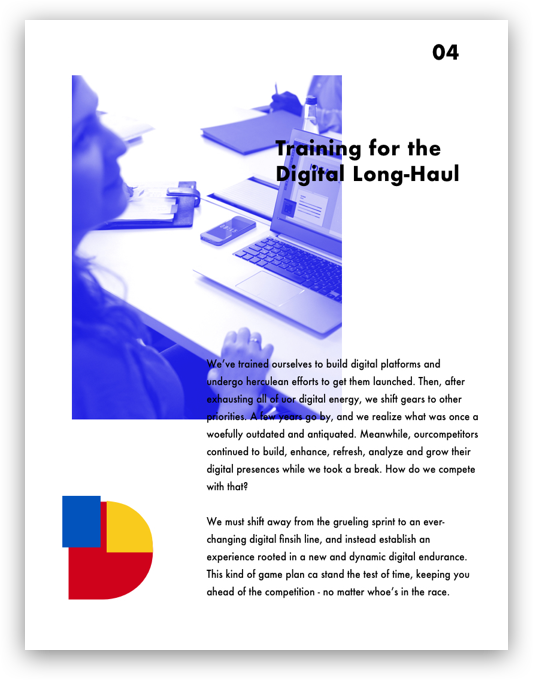 04
Training for the
Digital Long-Haul
We've trained ourselves to build digital platforms and
undergo herculean efforts to get them launched. Then, after
exhausting all of uor digital energy, we shift gears to other
priorities. A few years go by, and we realize what was once a
woefully outdated and antiquated. Meanwhile, ourcompetitors
continued to build, enhance, refresh, analyze and grow their
digital presences while we took a break. How do we compete
with that?
We must shift away from the grueling sprint to an ever-
changing digital finsih line, and instead establish an
experience rooted in a new and dynamic digital endurance.
This kind of game plan ca stand the test of time, keeping you
ahead of the competition - no matter whoe's in the race.